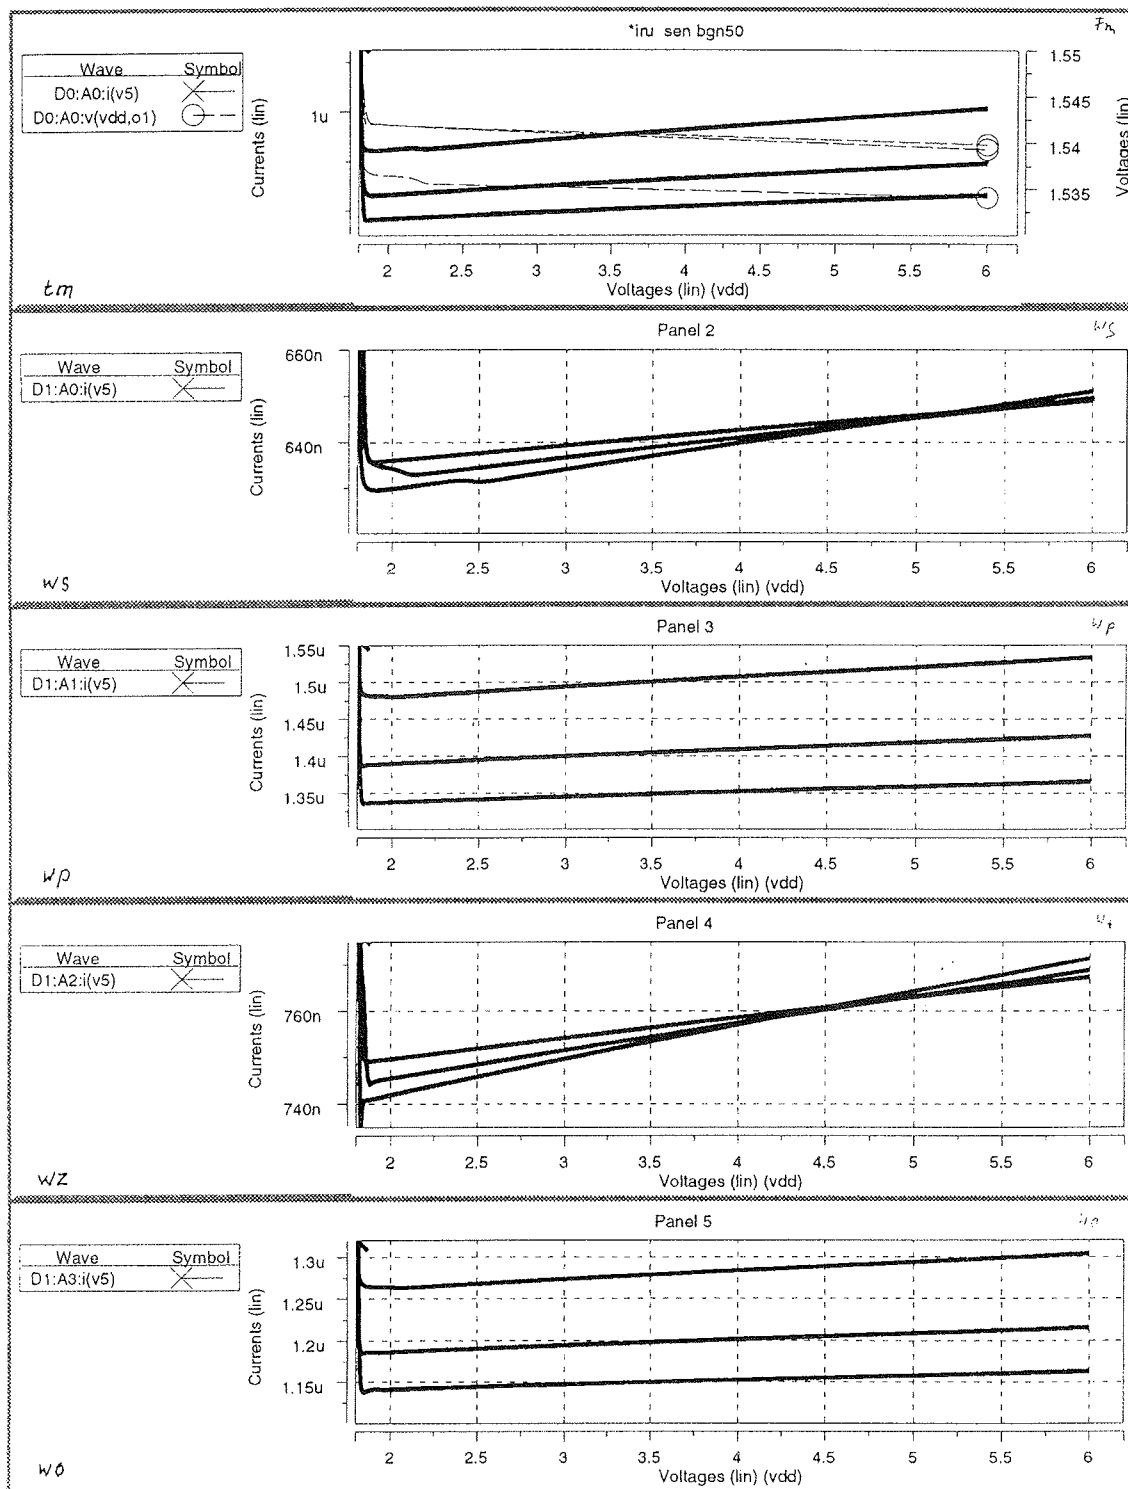 *iru sen bgn50
Wave Symbol
D0:A0:i(v5)
D0:A0:v(vdd,o1)
Currents (lin)
1u
1.55
1.545
1.54
1.535
Voltages (lin)
2 2.5 3 3.5 4 4.5 5 5.5 6
Voltages (lin) (vdd)
tm
Panel 2
ws
Wave Symbol
D1:A0:i(v5)
Currents (lin)
660n
640n
2 2.5 3 3.5 4 4.5 5 5.5 6
Voltages (lin) (vdd)
ws
Panel 3
wp
Wave Symbol
D1:A1:i(v5)
Currents (lin)
1.55u
1.5u
1.45u
1.4u
1.35u
2 2.5 3 3.5 4 4.5 5 5.5 6
Voltages (lin) (vdd)
wp
Panel 4
Wave Symbol
D1:A2:i(v5)
Currents (lin)
760n
740n
2 2.5 3 3.5 4 4.5 5 5.5 6
Voltages (lin) (vdd)
wz
Panel 5
Wave Symbol
D1:A3:i(v5)
Currents (lin)
1.3u
1.25u
1.2u
1.15u
2 2.5 3 3.5 4 4.5 5 5.5 6
Voltages (lin) (vdd)
wo